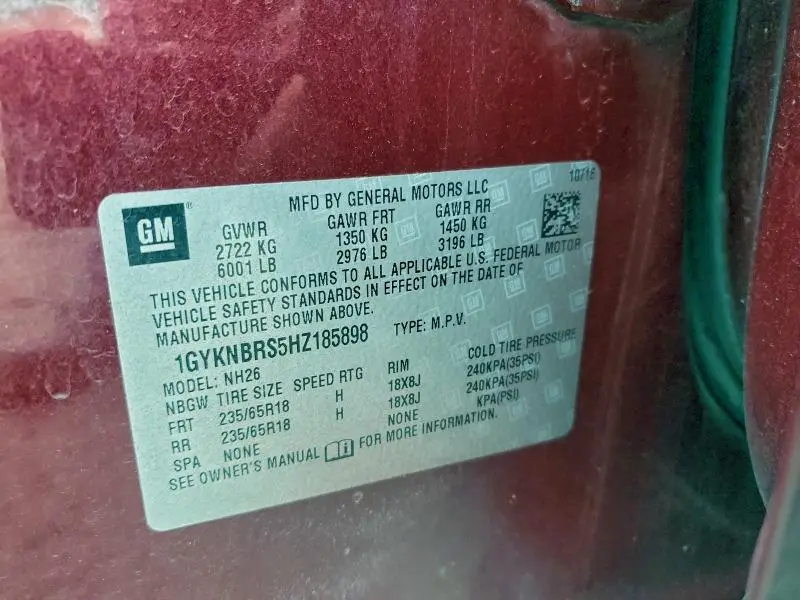 10/16
MFD BY GENERAL MOTORS LLC
GM
GVWR GAWR FRT GAWR RR
2722 KG 1350 KG 1450 KG
6001 LB 2976 LB 3196 LB
THIS VEHICLE CONFORMS TO ALL APPLICABLE U.S. FEDERAL MOTOR
VEHICLE SAFETY STANDARDS IN EFFECT ON THE DATE OF
MANUFACTURE SHOWN ABOVE.
1GYKNBRS5HZ185898 TYPE: M.P.V.
MODEL: NH26
NBGW TIRE SIZE SPEED RTG RIM COLD TIRE PRESSURE
FRT 235/65R18 H 18X8J 240KPA(35PSI)
RR 235/65R18 H 18X8J 240KPA(35PSI)
SPA NONE NONE KPA(PSI)
SEE OWNER'S MANUAL FOR MORE INFORMATION.